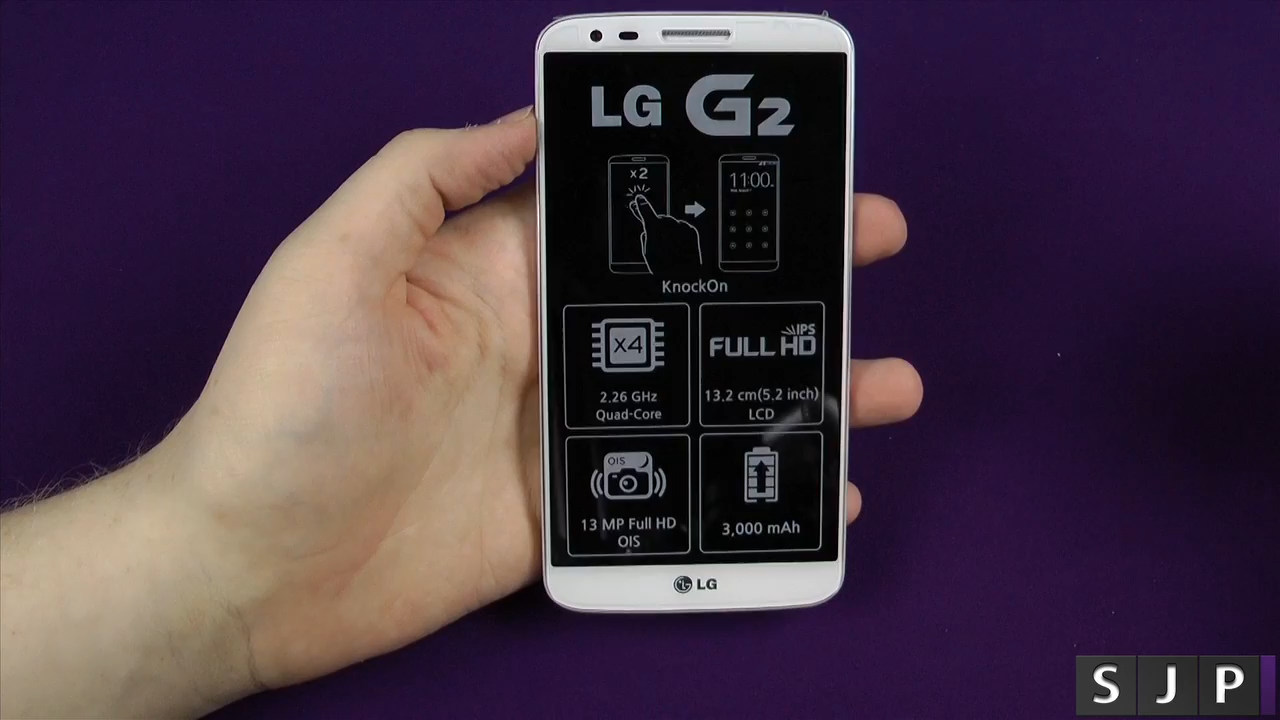 LG G2
x2
11:00
KnockOn
x4
2.26 GHz
Quad-Core
IPS
FULL HD
13.2 cm(5.2 inch)
LCD
OIS
13 MP Full HD
OIS
3,000 mAh
LG
SJP